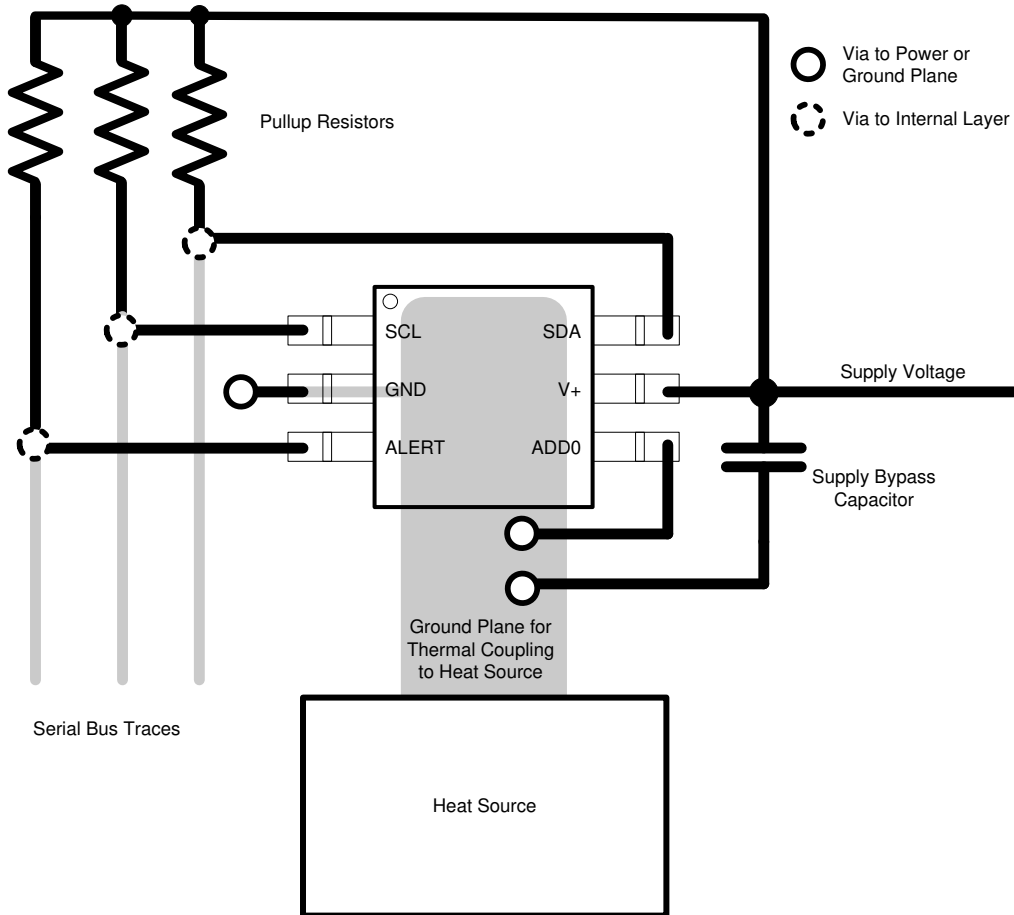 Via to Power or
Ground Plane
Pullup Resistors
Via to Internal Layer
SCL
SDA
GND
V+
Supply Voltage
ALERT
ADD0
Supply Bypass
Capacitor
Ground Plane for
Thermal Coupling
to Heat Source
Serial Bus Traces
Heat Source